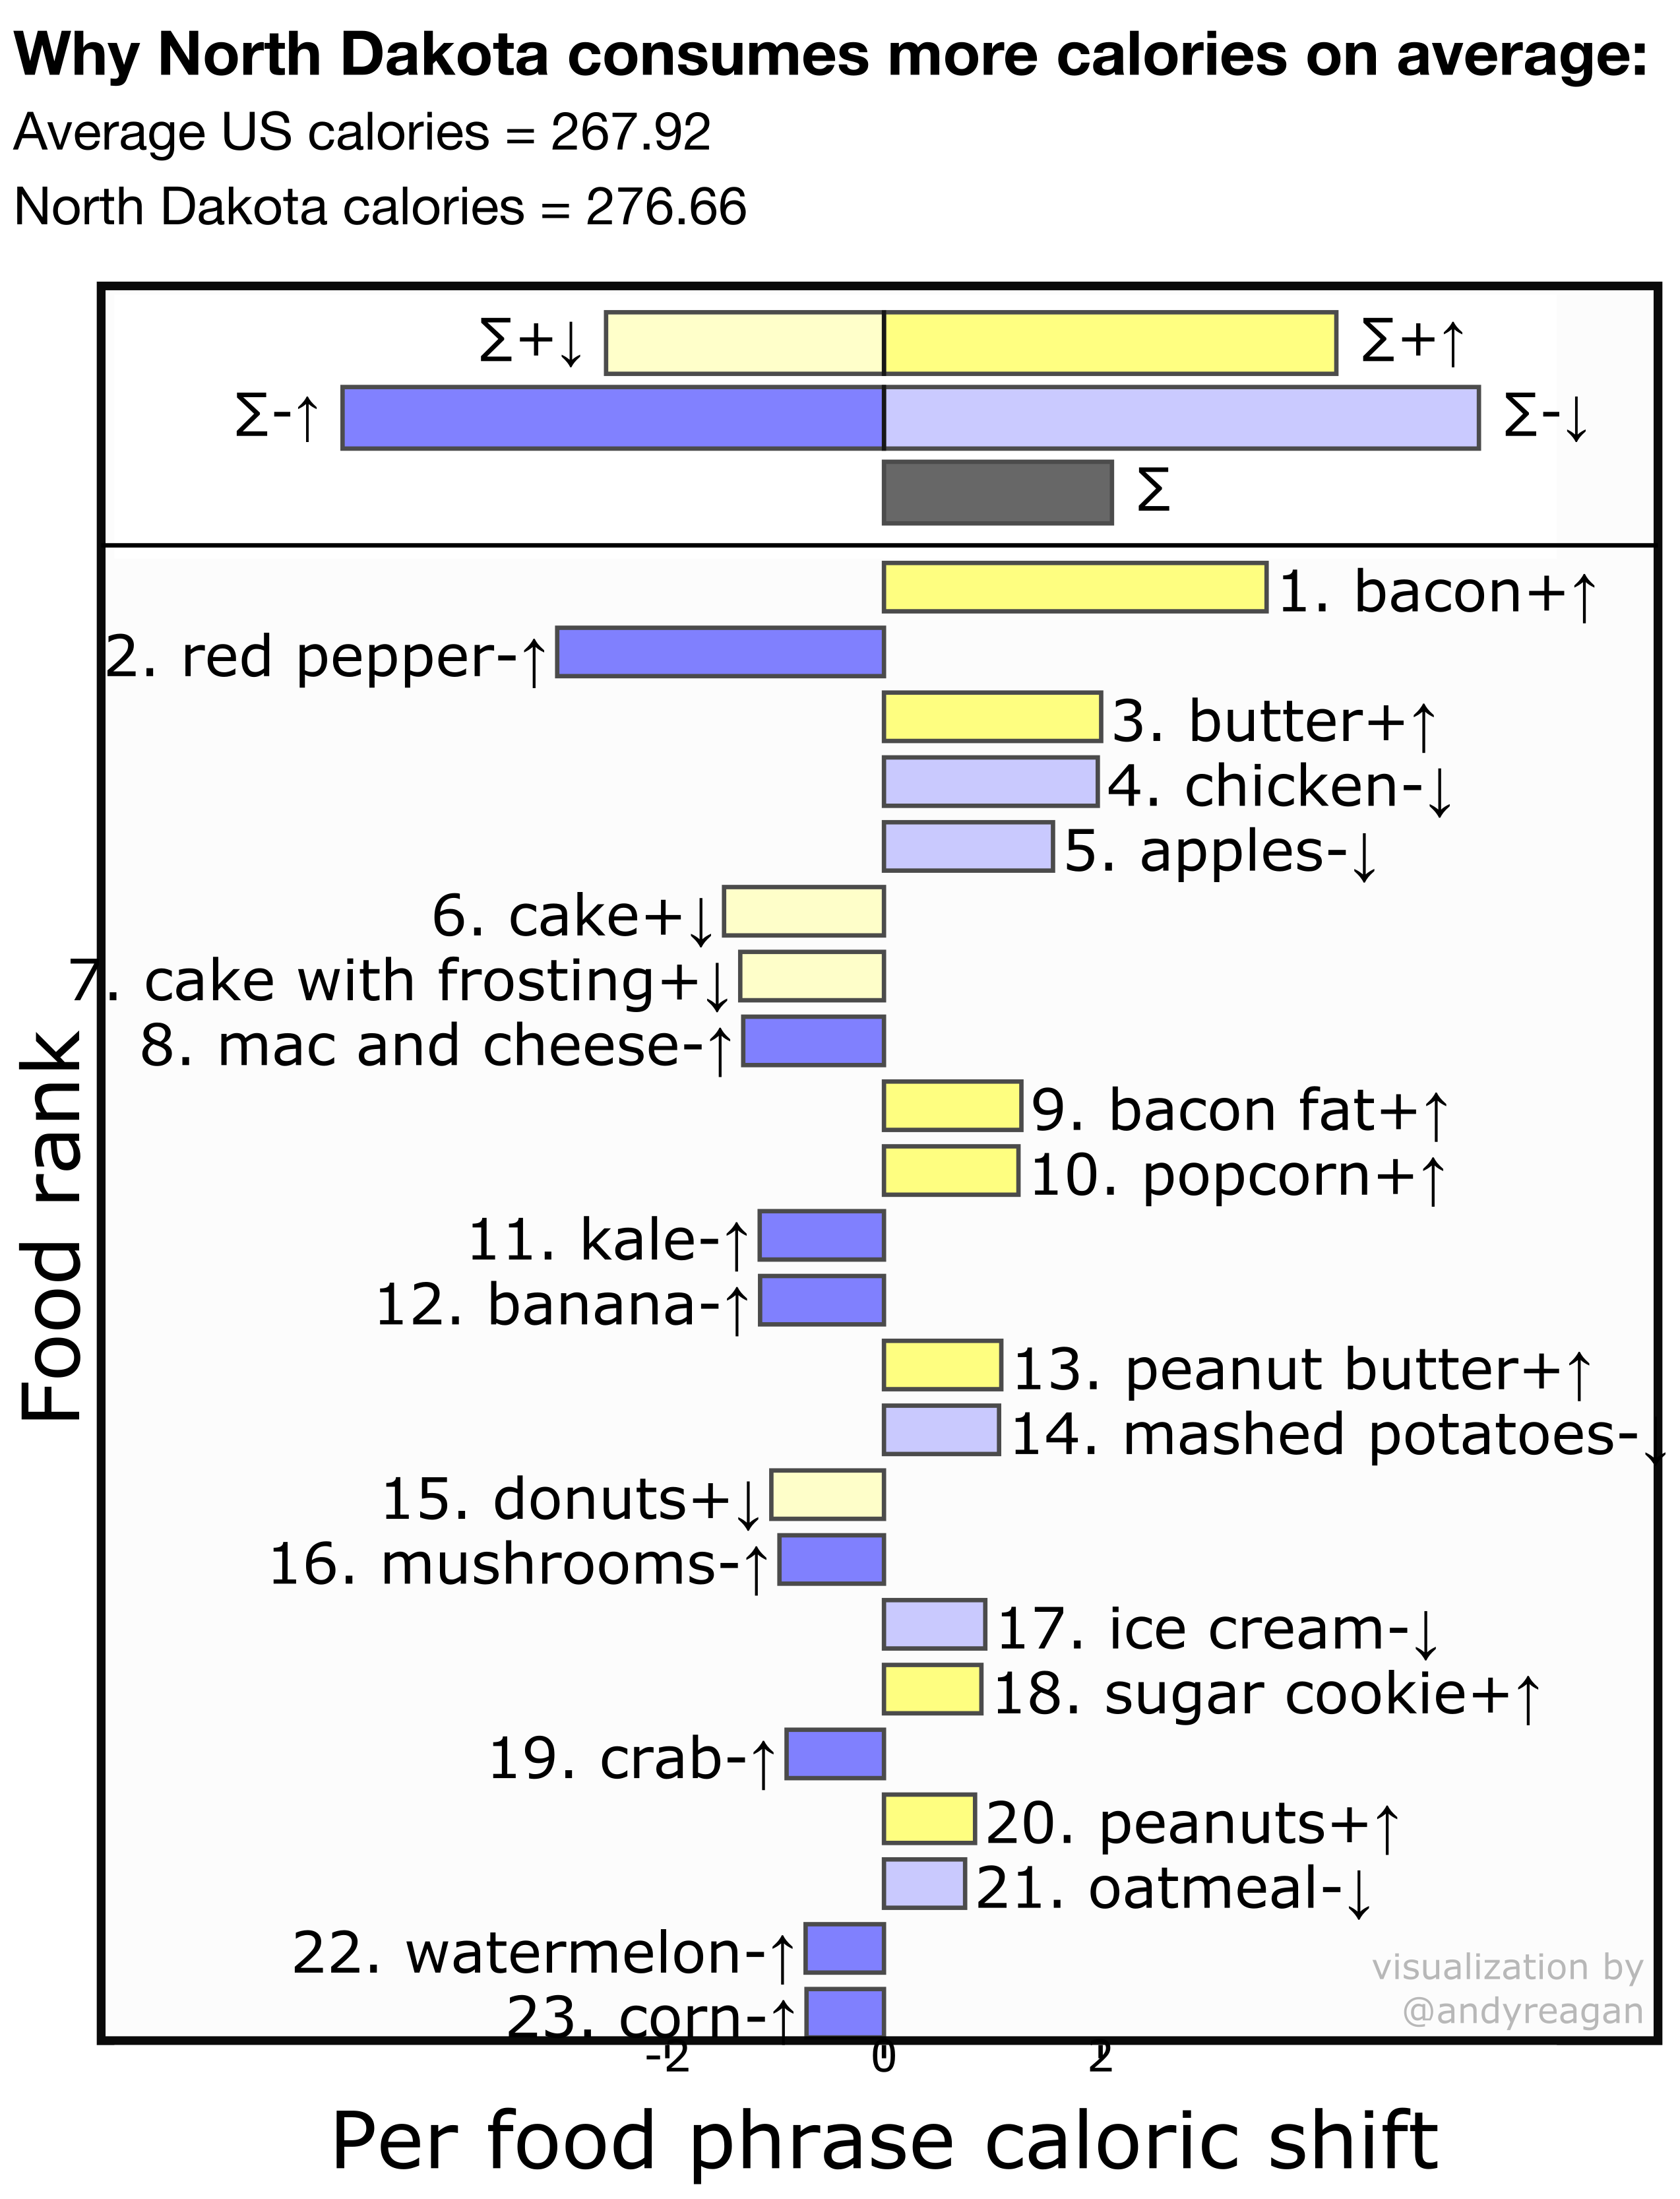 Why North Dakota consumes more calories on average:
Average US calories = 267.92
North Dakota calories = 276.66
∑+↓
∑+↑
∑-↑
∑-↓
∑
1. bacon+↑
2. red pepper-↑
3. butter+↑
4. chicken-↓
5. apples-↓
6. cake+↓
7. cake with frosting+↓
8. mac and cheese-↑
9. bacon fat+↑
10. popcorn+↑
11. kale-↑
12. banana-↑
13. peanut butter+↑
14. mashed potatoes-↓
15. donuts+↓
16. mushrooms-↑
17. ice cream-↓
18. sugar cookie+↑
19. crab-↑
20. peanuts+↑
21. oatmeal-↓
22. watermelon-↑
23. corn-↑
Food rank
visualization by
@andyreagan
-2 0 2
Per food phrase caloric shift